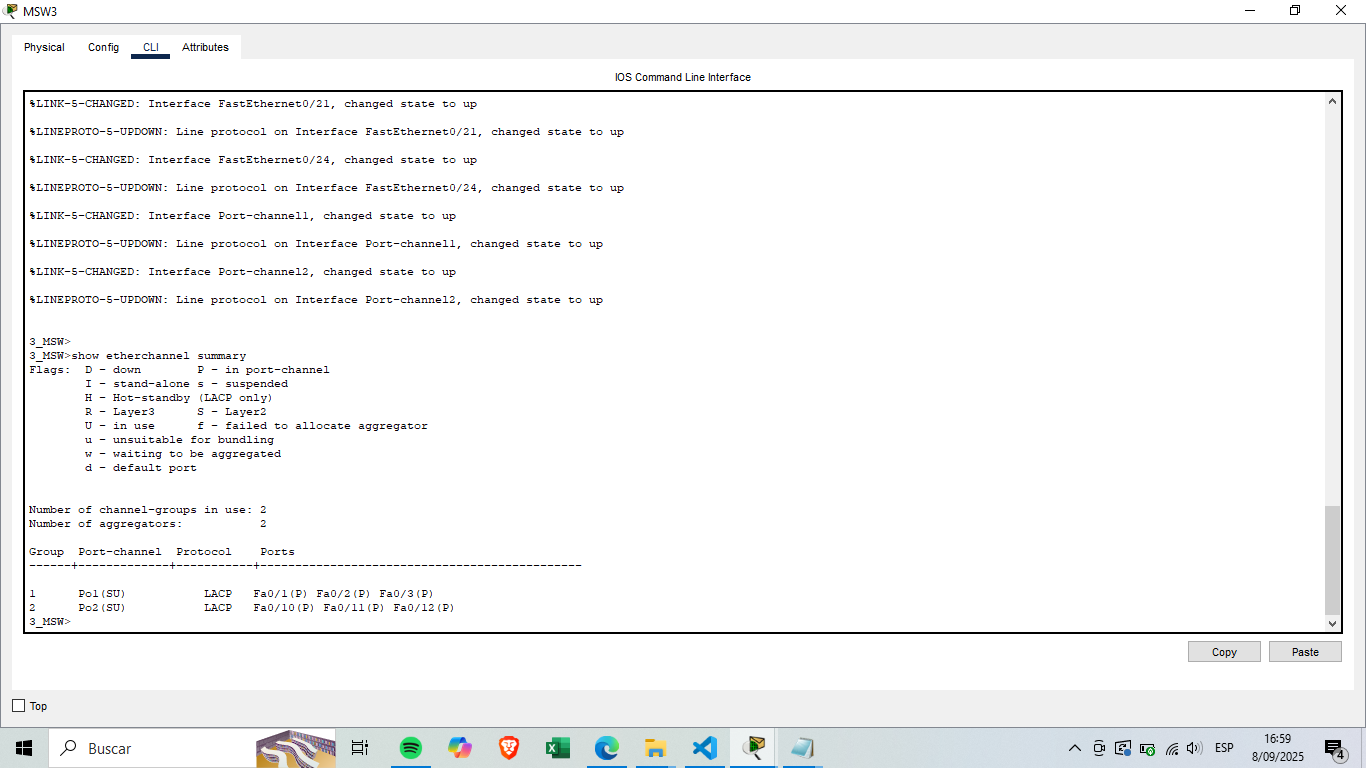 MSW3
Physical Config CLI Attributes
IOS Command Line Interface
%LINK-5-CHANGED: Interface FastEthernet0/21, changed state to up
%LINEPROTO-5-UPDOWN: Line protocol on Interface FastEthernet0/21, changed state to up
%LINK-5-CHANGED: Interface FastEthernet0/24, changed state to up
%LINEPROTO-5-UPDOWN: Line protocol on Interface FastEthernet0/24, changed state to up
%LINK-5-CHANGED: Interface Port-channel1, changed state to up
%LINEPROTO-5-UPDOWN: Line protocol on Interface Port-channel1, changed state to up
%LINK-5-CHANGED: Interface Port-channel2, changed state to up
%LINEPROTO-5-UPDOWN: Line protocol on Interface Port-channel2, changed state to up
3_MSW>
3_MSW>show etherchannel summary
Flags:  D - down        P - in port-channel
        I - stand-alone s - suspended
        H - Hot-standby (LACP only)
        R - Layer3      S - Layer2
        U - in use      f - failed to allocate aggregator
        u - unsuitable for bundling
        w - waiting to be aggregated
        d - default port
Number of channel-groups in use: 2
Number of aggregators:           2
Group  Port-channel  Protocol    Ports
------+-------------+-----------+----------------------------------------------
1      Po1(SU)           LACP   Fa0/1(P) Fa0/2(P) Fa0/3(P)
2      Po2(SU)           LACP   Fa0/10(P) Fa0/11(P) Fa0/12(P)
3_MSW>
Copy Paste
Top
Buscar
ESP
16:59
8/09/2025
4